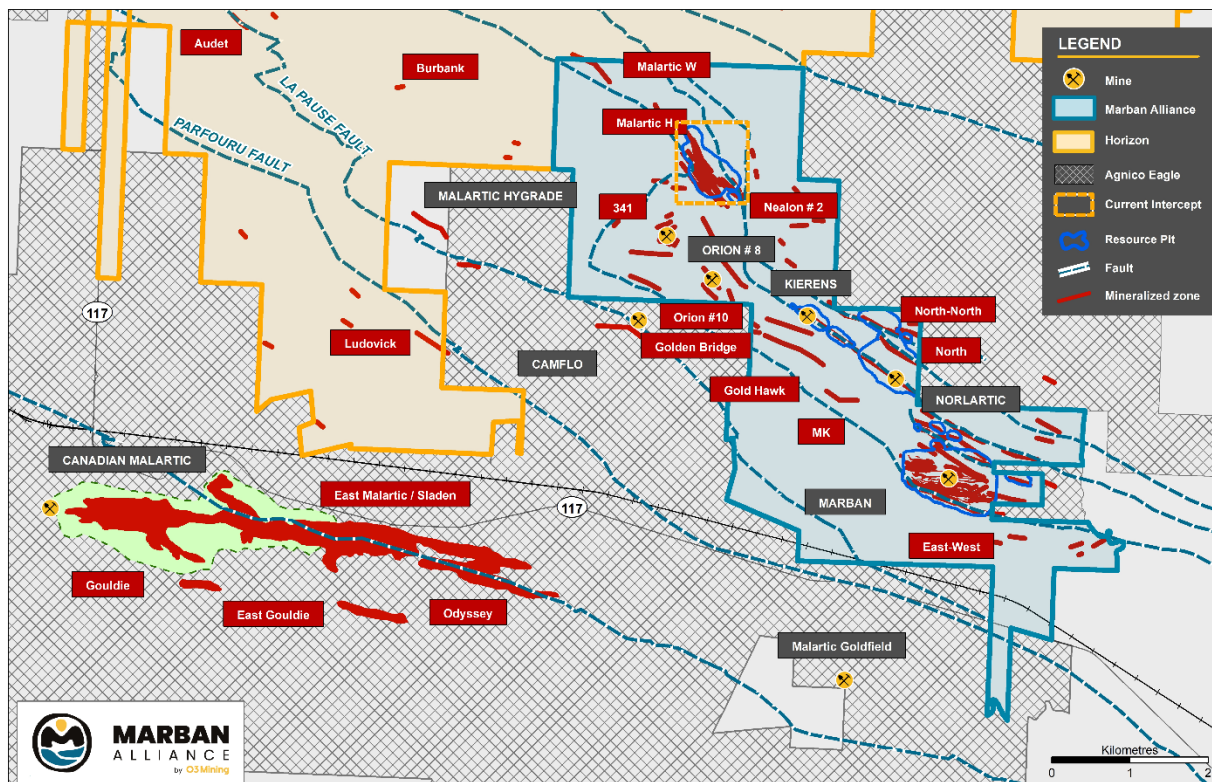 Audet
Burbank
Malartic W
LEGEND
Mine
Marban Alliance
Horizon
Agnico Eagle
Current Intercept
Resource Pit
Fault
Mineralized zone
LA PAUSE FAULT
PARFOURU FAULT
Malartic H
MALARTIC HYGRADE
341
Nealon # 2
ORION # 8
KIERENS
117
Orion #10
North-North
Ludovick
Golden Bridge
North
CAMFLO
Gold Hawk
NORLARTIC
MK
CANADIAN MALARTIC
East Malartic / Sladen
117
MARBAN
East-West
Gouldie
East Gouldie
Odyssey
Malartic Goldfield
MARBAN
ALLIANCE
by O3 Mining
Kilometres
0 1 2